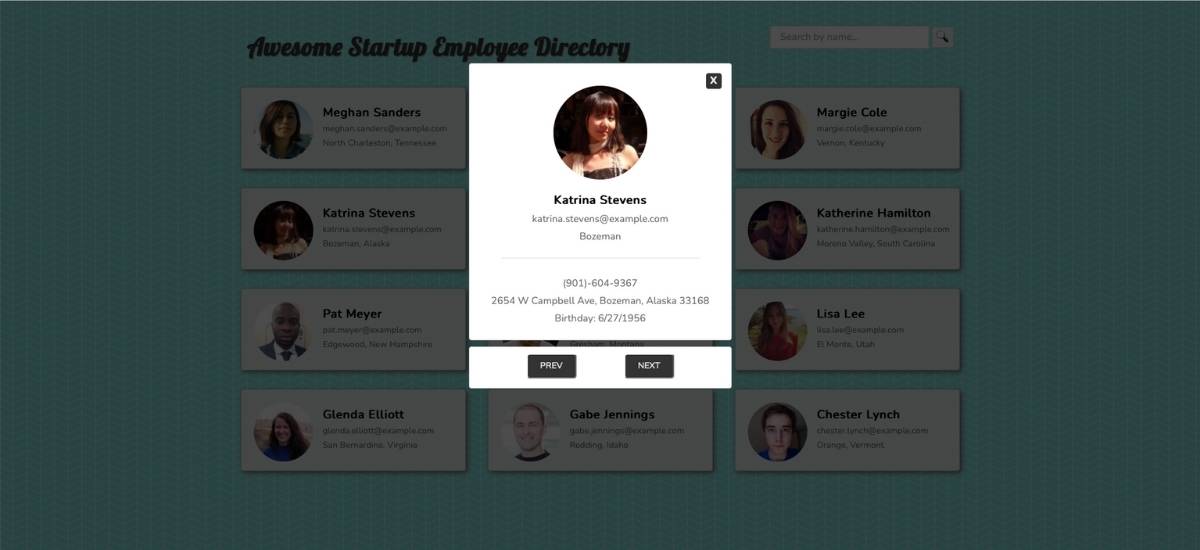 Awesome Startup Employee Directory
Search by name...
X
Katrina Stevens
katrina.stevens@example.com
Bozeman
(901)-604-9367
2654 W Campbell Ave, Bozeman, Alaska 33168
Birthday: 6/27/1956
PREV
NEXT
Meghan Sanders
meghan.sanders@example.com
North Charleston, Tennessee
Margie Cole
margie.cole@example.com
Vernon, Kentucky
Katrina Stevens
katrina.stevens@example.com
Bozeman, Alaska
Katherine Hamilton
katherine.hamilton@example.com
Moreno Valley, South Carolina
Pat Meyer
pat.meyer@example.com
Edgewood, New Hampshire
Gresham, Montana
Lisa Lee
lisa.lee@example.com
El Monte, Utah
Glenda Elliott
glenda.elliott@example.com
San Bernardino, Virginia
Gabe Jennings
gabe.jennings@example.com
Redding, Idaho
Chester Lynch
chester.lynch@example.com
Orange, Vermont